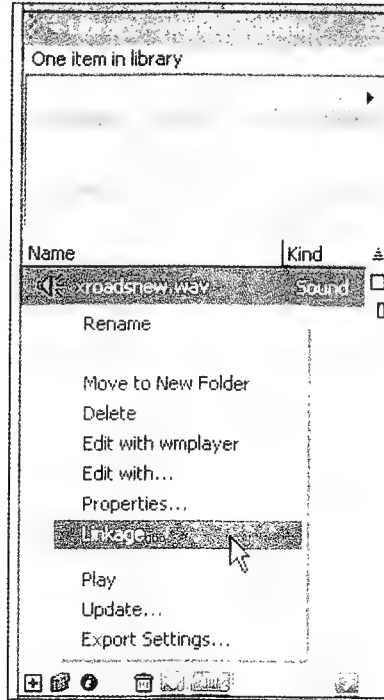 One item in library
Name Kind
xroadsnew.wav Sound
Rename
Move to New Folder
Delete
Edit with wmplayer
Edit with...
Properties...
Linkage...
Play
Update...
Export Settings...